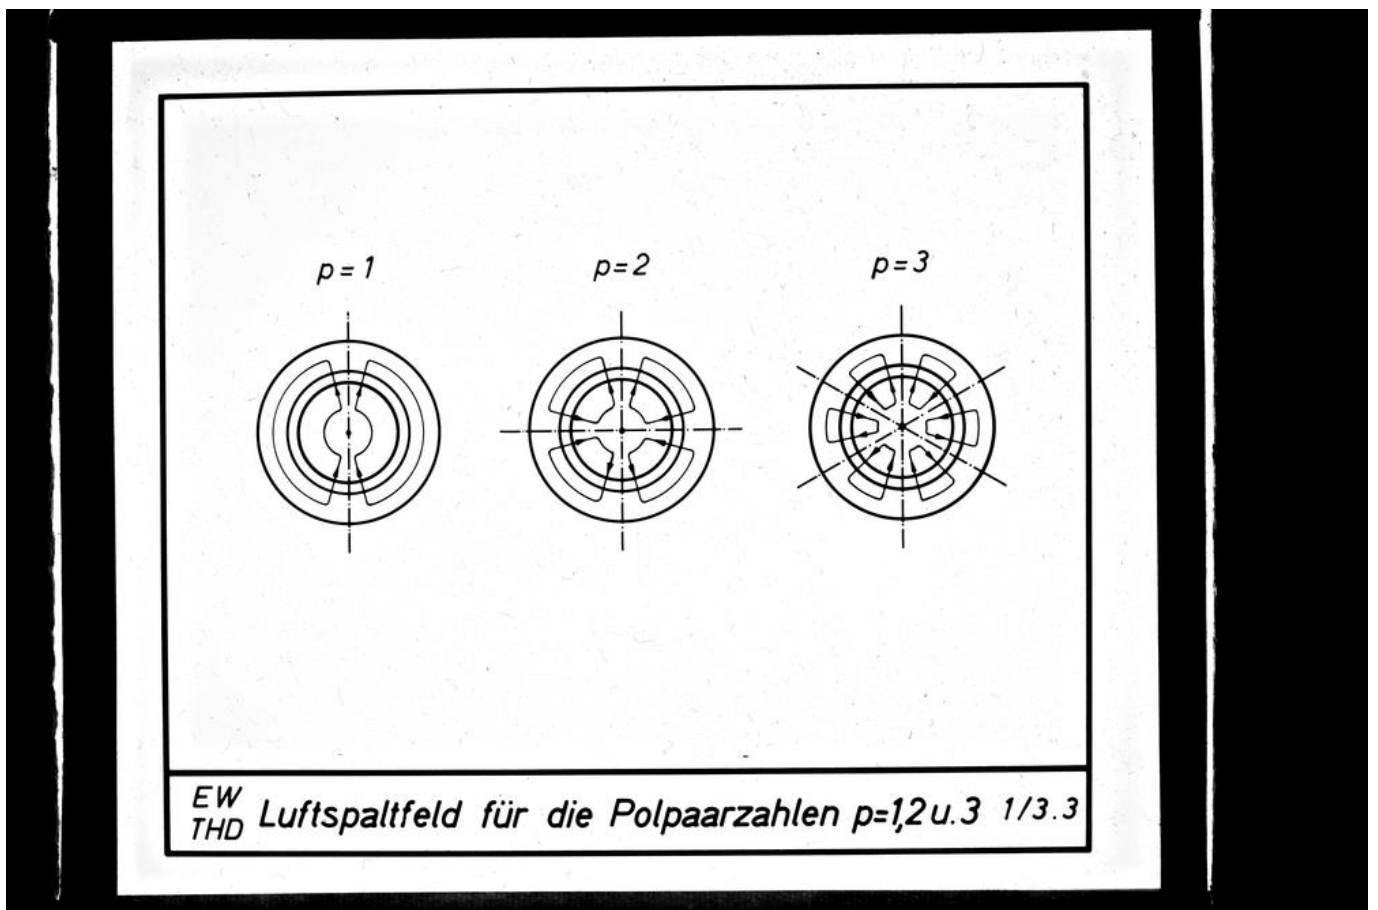 p=1
p=2
p=3
EW
THD
Luftspaltfeld für die Polpaarzahlen p=1,2 u. 3
1/3.3